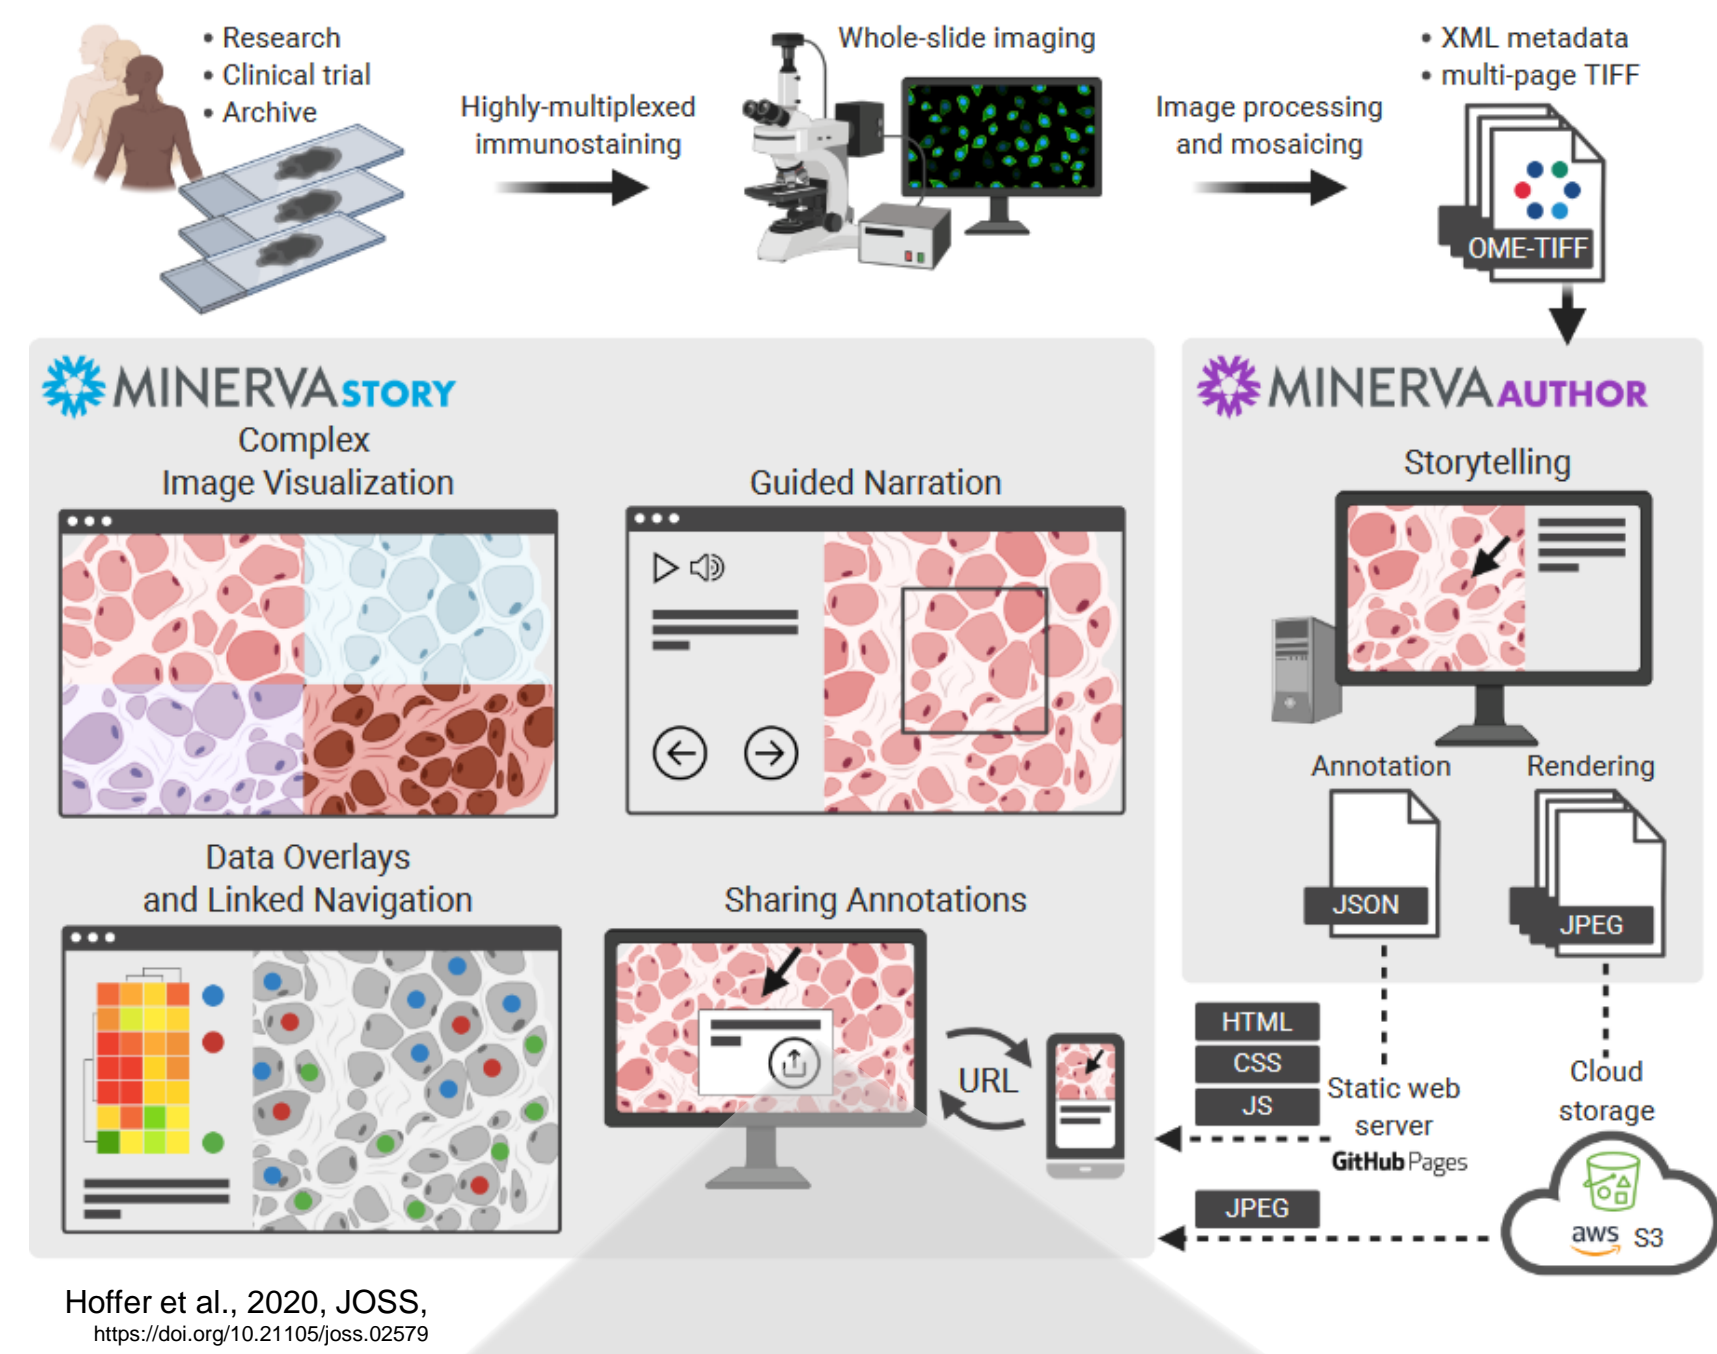 • Research
• Clinical trial
• Archive
Highly-multiplexed
immunostaining
Whole-slide imaging
Image processing
and mosaicing
• XML metadata
• multi-page TIFF
OME-TIFF
MINERVA STORY
Complex
Image Visualization
Guided Narration
Data Overlays
and Linked Navigation
Sharing Annotations
URL
MINERVA AUTHOR
Storytelling
Annotation
Rendering
JSON
JPEG
HTML
CSS
JS
Static web
server
GitHub Pages
Cloud
storage
JPEG
aws S3
Hoffer et al., 2020, JOSS,
https://doi.org/10.21105/joss.02579